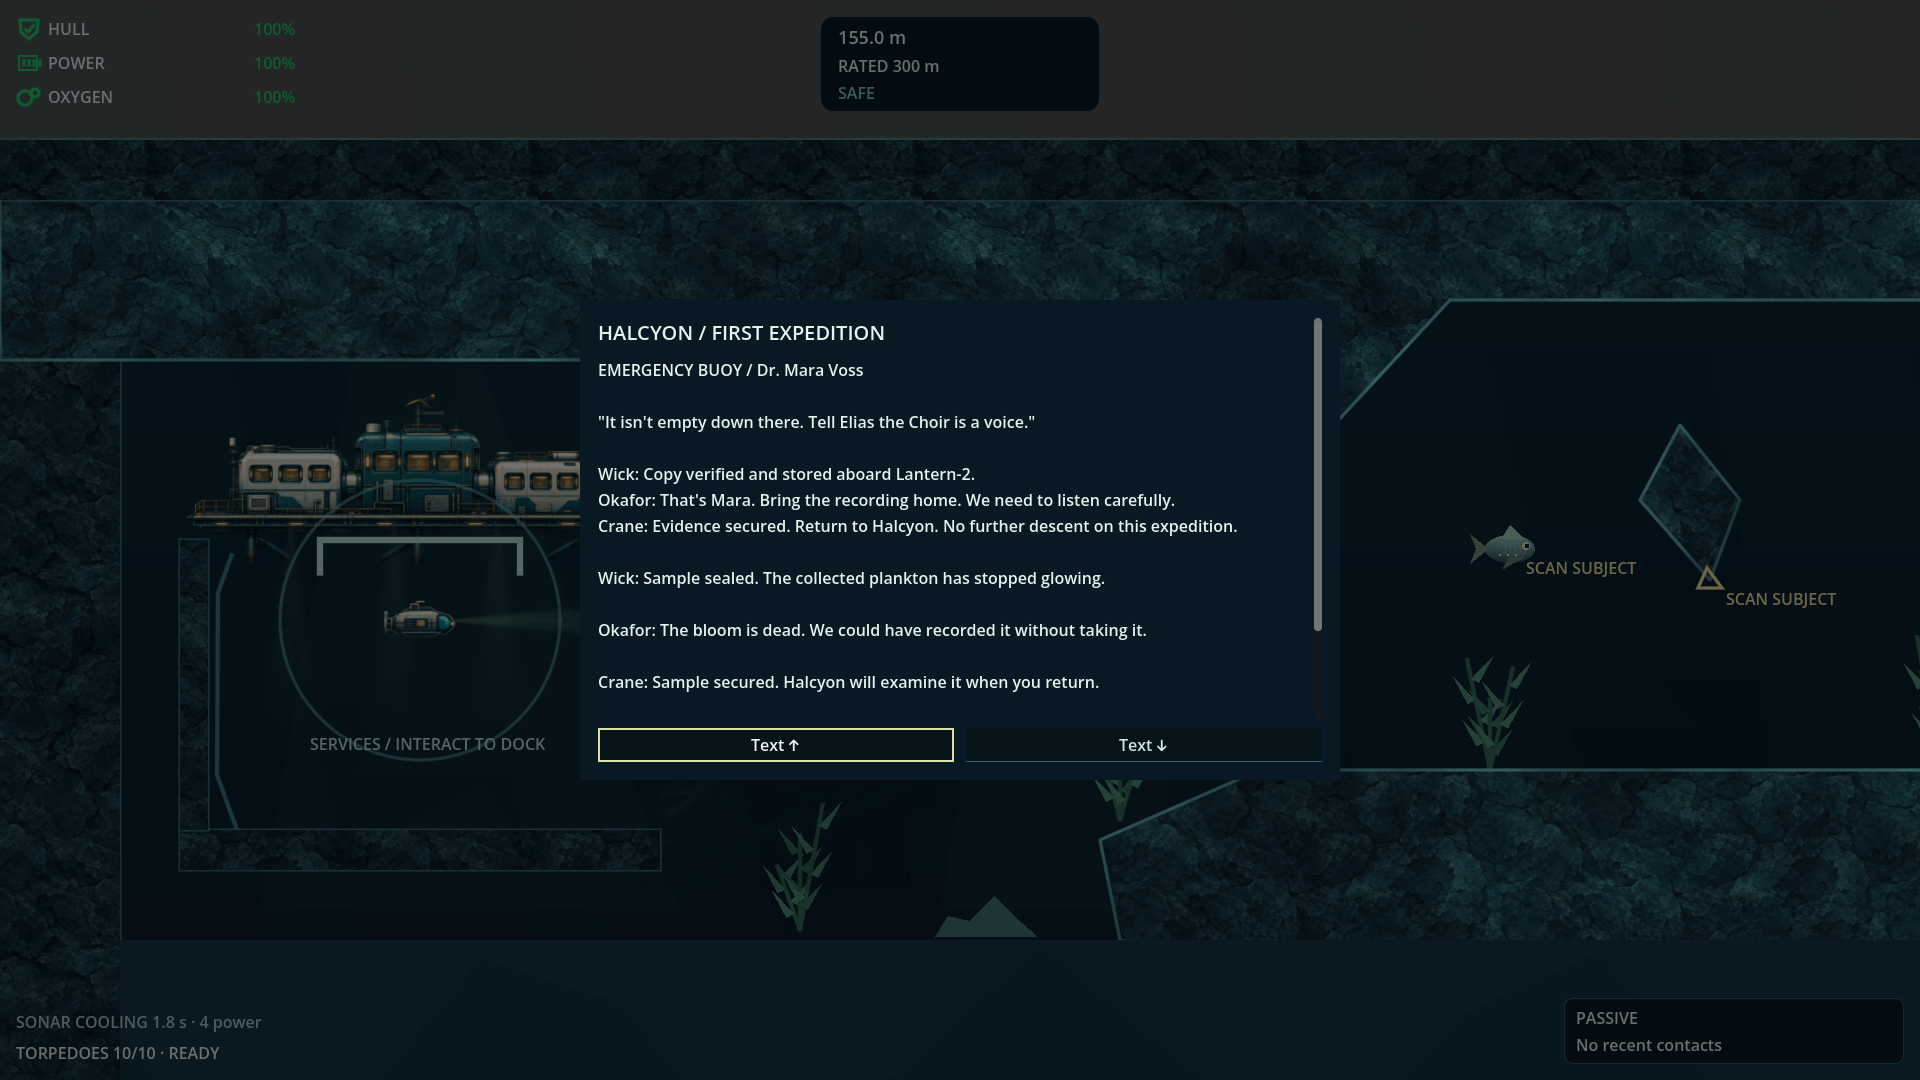 HULL 100%
POWER 100%
OXYGEN 100%
155.0 m
RATED 300 m
SAFE
HALCYON / FIRST EXPEDITION
EMERGENCY BUOY / Dr. Mara Voss
"It isn't empty down there. Tell Elias the Choir is a voice."
Wick: Copy verified and stored aboard Lantern-2.
Okafor: That's Mara. Bring the recording home. We need to listen carefully.
Crane: Evidence secured. Return to Halcyon. No further descent on this expedition.
Wick: Sample sealed. The collected plankton has stopped glowing.
Okafor: The bloom is dead. We could have recorded it without taking it.
Crane: Sample secured. Halcyon will examine it when you return.
Text ↑
Text ↓
SCAN SUBJECT
SCAN SUBJECT
SERVICES / INTERACT TO DOCK
SONAR COOLING 1.8 s · 4 power
TORPEDOES 10/10 · READY
PASSIVE
No recent contacts